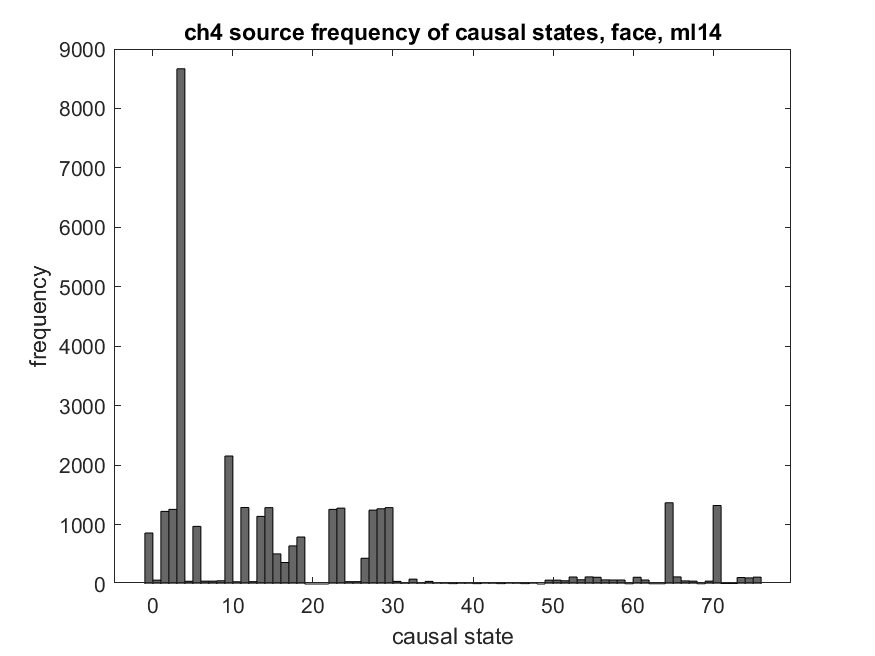 ch4 source frequency of causal states, face, ml14
9000
8000
7000
6000
5000
4000
3000
2000
1000
0
frequency
0 10 20 30 40 50 60 70
causal state